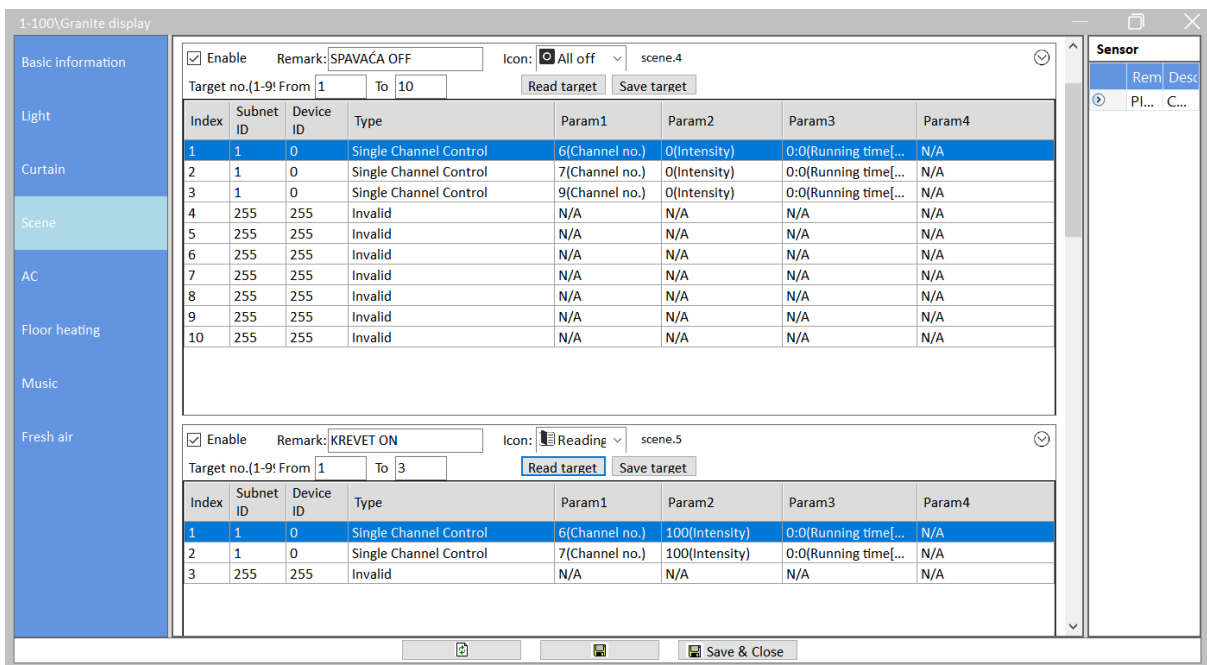 1-100\Granite display
Basic information
Light
Curtain
Scene
AC
Floor heating
Music
Fresh air
Enable Remark: SPAVAĆA OFF Icon: All off scene.4
Target no.(1-9 From 1 To 10 Read target Save target
Index Subnet ID Device ID Type Param1 Param2 Param3 Param4
1 1 0 Single Channel Control 6(Channel no.) 0(Intensity) 0:0(Running time[... N/A
2 1 0 Single Channel Control 7(Channel no.) 0(Intensity) 0:0(Running time[... N/A
3 1 0 Single Channel Control 9(Channel no.) 0(Intensity) 0:0(Running time[... N/A
4 255 255 Invalid N/A N/A N/A N/A
5 255 255 Invalid N/A N/A N/A N/A
6 255 255 Invalid N/A N/A N/A N/A
7 255 255 Invalid N/A N/A N/A N/A
8 255 255 Invalid N/A N/A N/A N/A
9 255 255 Invalid N/A N/A N/A N/A
10 255 255 Invalid N/A N/A N/A N/A
Enable Remark: KREVET ON Icon: Reading scene.5
Target no.(1-9 From 1 To 3 Read target Save target
Index Subnet ID Device ID Type Param1 Param2 Param3 Param4
1 1 0 Single Channel Control 6(Channel no.) 100(Intensity) 0:0(Running time[... N/A
2 1 0 Single Channel Control 7(Channel no.) 100(Intensity) 0:0(Running time[... N/A
3 255 255 Invalid N/A N/A N/A N/A
Sensor
Rem Desc
PI... C...
Save & Close